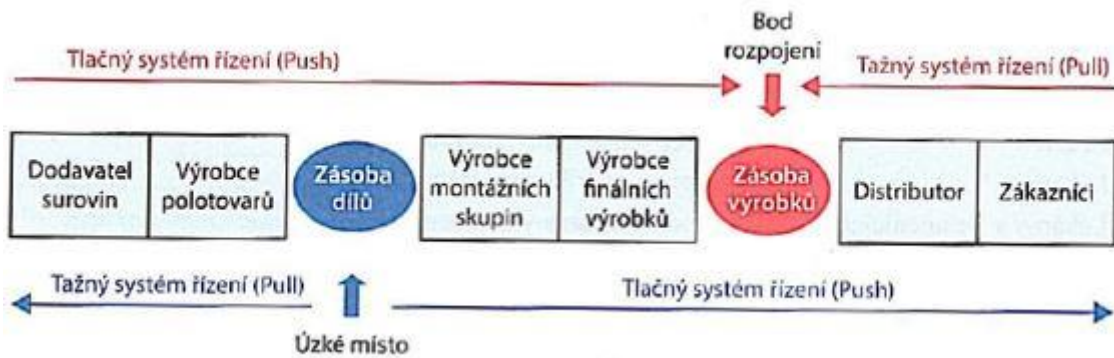 Bod
rozpojení
Tlačný systém řízení (Push)
Tažný systém řízení (Pull)
Dodavatel
surovin
Výrobce
polotovarů
Zásoba
dílů
Výrobce
montážních
skupin
Výrobce
finálních
výrobků
Zásoba
výrobků
Distributor
Zákazníci
Tažný systém řízení (Pull)
Tlačný systém řízení (Push)
Úzké místo